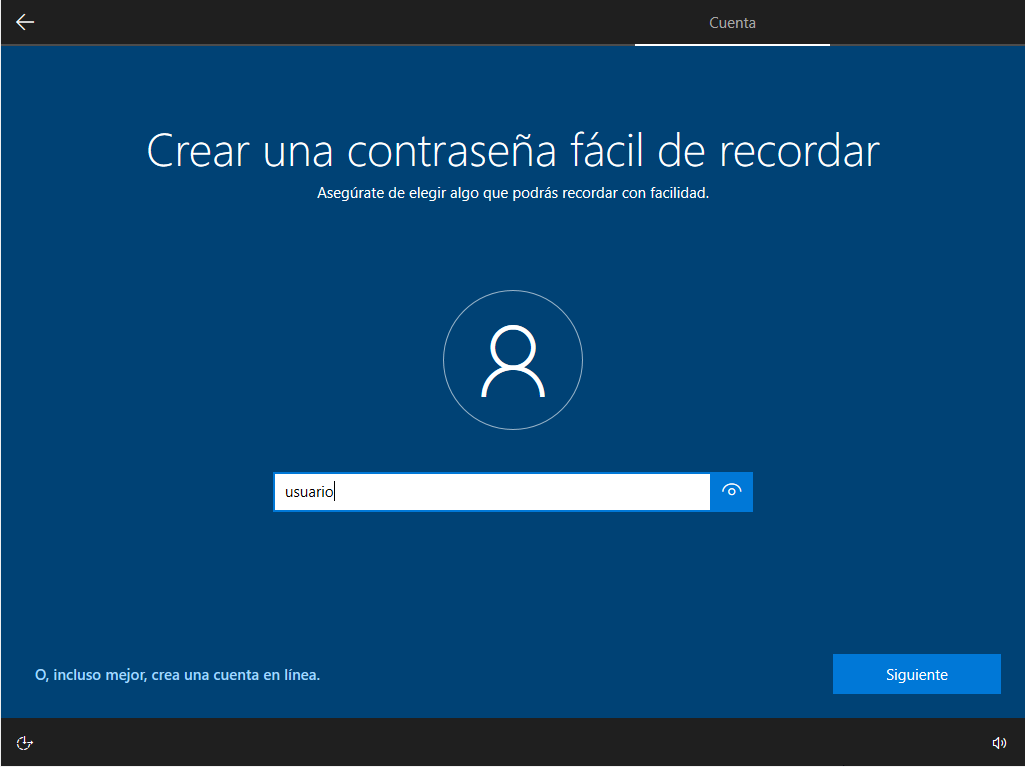 Cuenta
Crear una contraseña fácil de recordar
Asegúrate de elegir algo que podrás recordar con facilidad.
usuario
O, incluso mejor, crea una cuenta en línea.
Siguiente